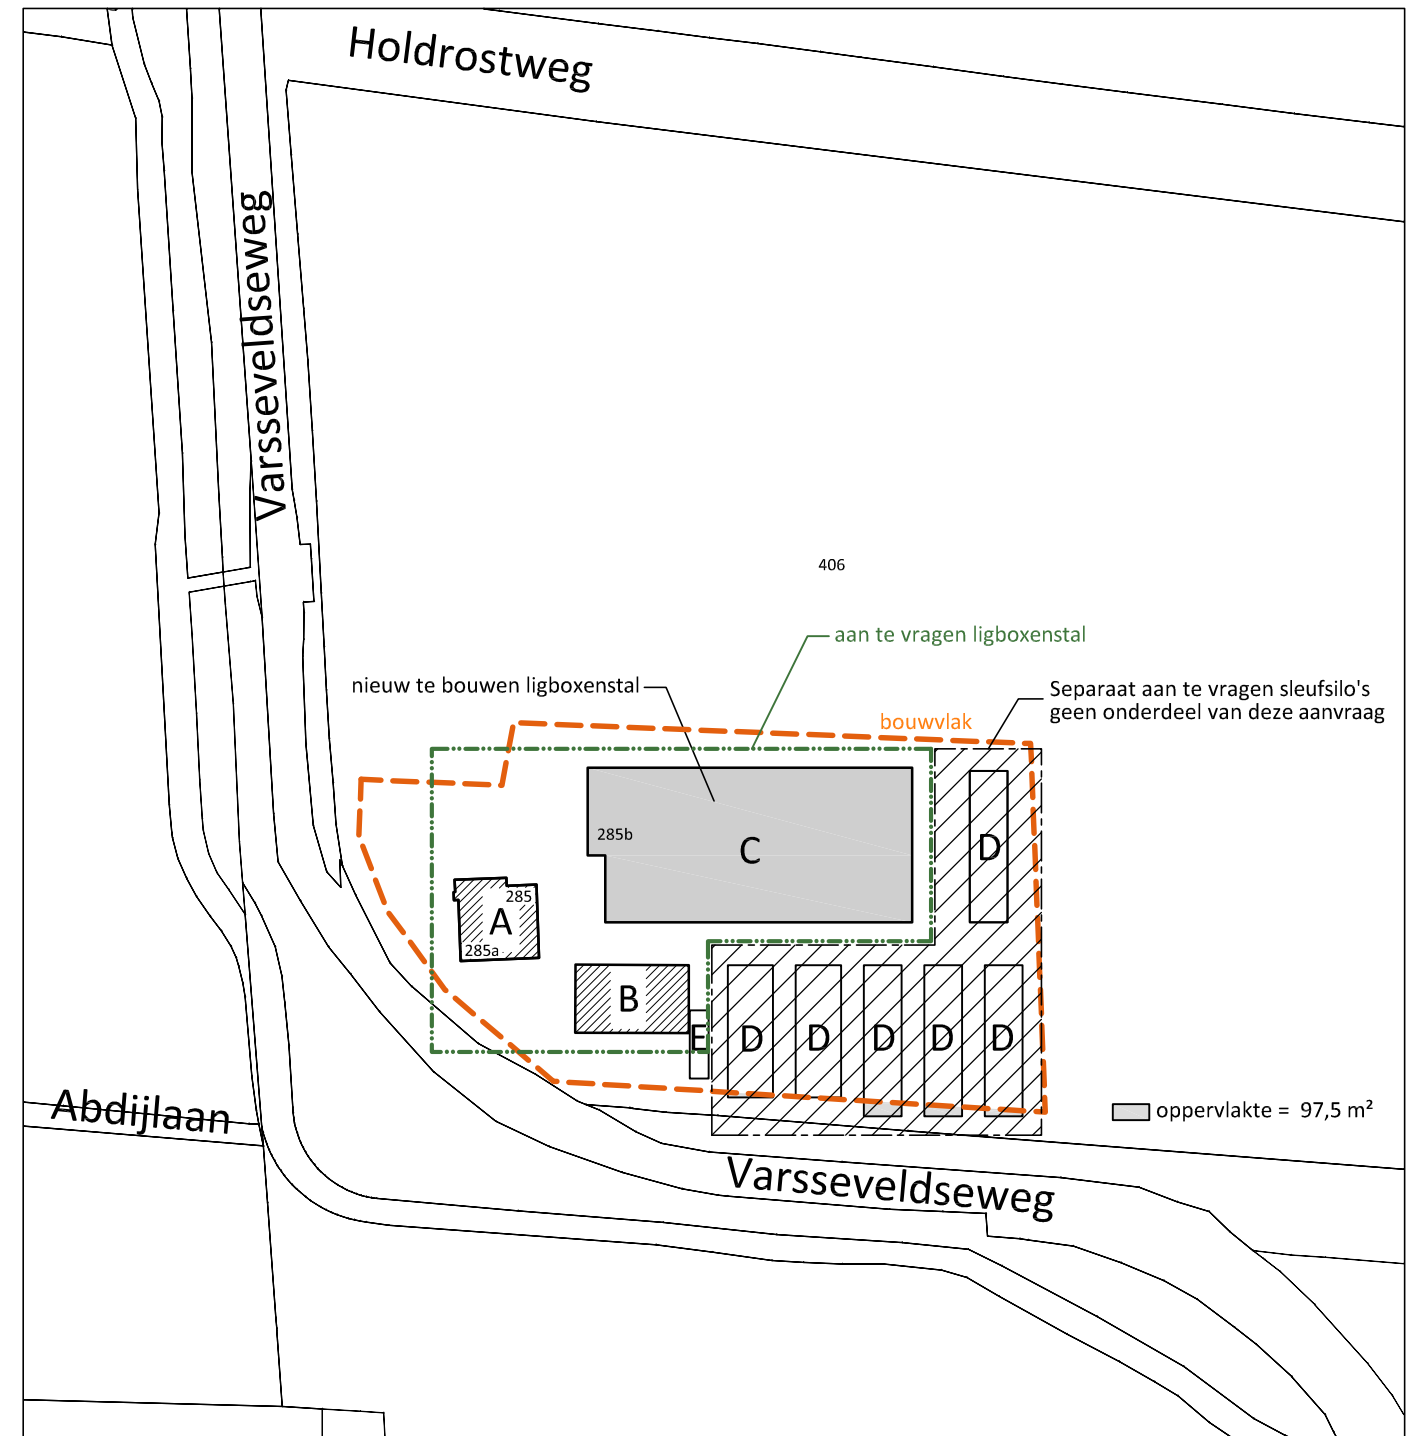 Holdrostweg
Varsseveldseweg
406
aan te vragen ligboxenstal
nieuw te bouwen ligboxenstal
Separaat aan te vragen sleufsilo's
geen onderdeel van deze aanvraag
bouwvlak
285b
C
D
285
A
285a
B
E
D
D
D
D
D
Abdijlaan
oppervlakte = 97,5 m²
Varsseveldseweg